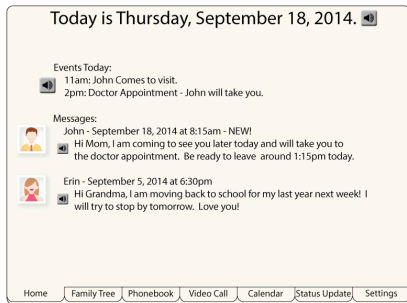 Today is Thursday, September 18, 2014.
Events Today:
11am: John Comes to visit.
2pm: Doctor Appointment - John will take you.
Messages:
John - September 18, 2014 at 8:15am - NEW!
Hi Mom, I am coming to see you later today and will take you to
the doctor appointment. Be ready to leave around 1:15pm today.
Erin - September 5, 2014 at 6:30pm
Hi Grandma, I am moving back to school for my last year next week! I
will try to stop by tomorrow. Love you!
Home Family Tree Phonebook Video Call Calendar Status Update Settings